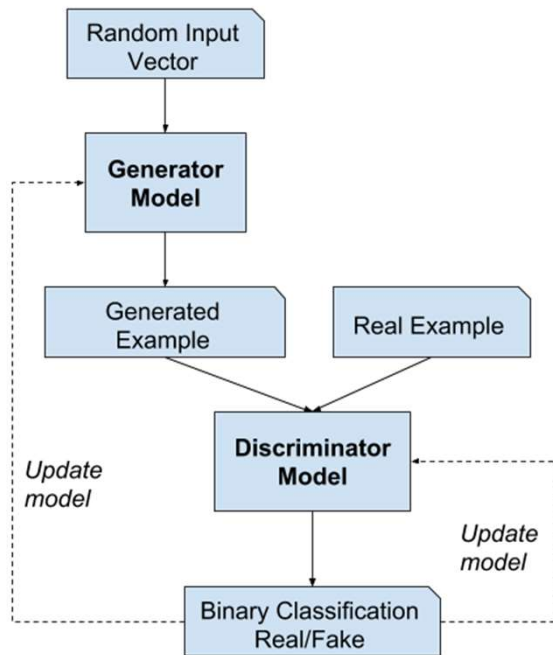 Random Input
Vector
Generator
Model
Generated
Example
Real Example
Discriminator
Model
Update
model
Update
model
Binary Classification
Real/Fake